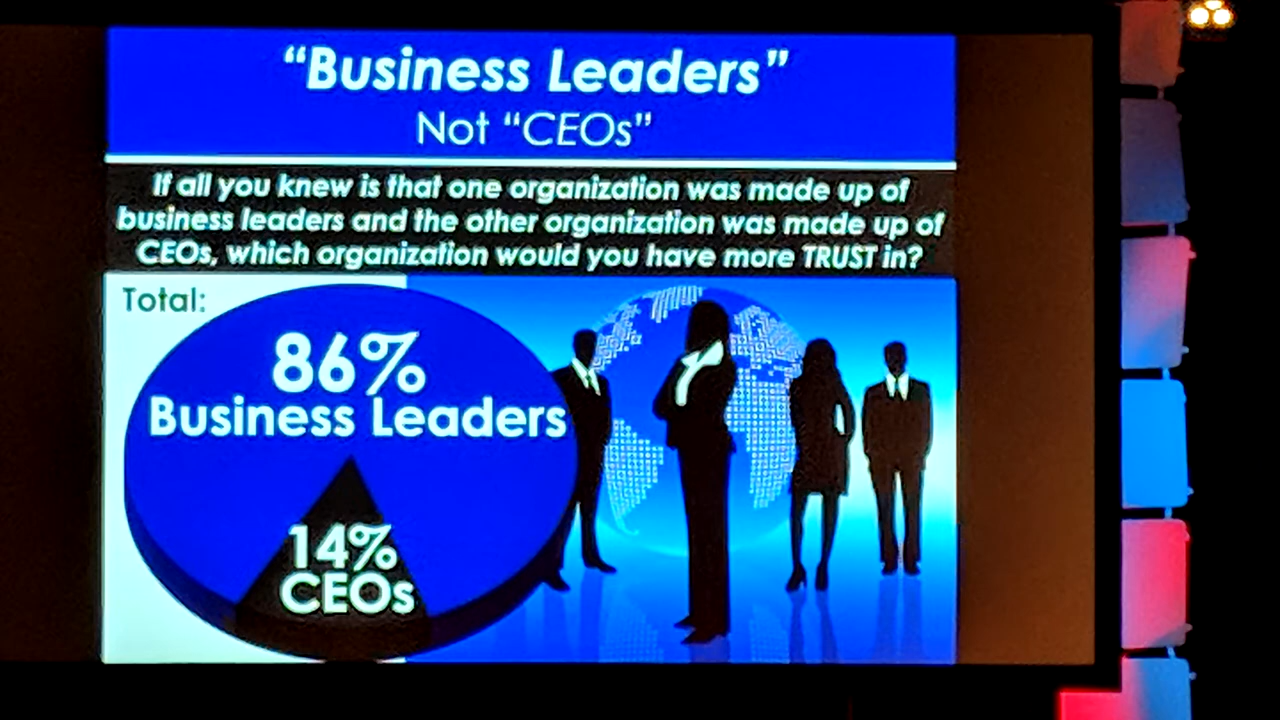 “Business Leaders”
Not “CEOs”
If all you knew is that one organization was made up of
business leaders and the other organization was made up of
CEOs, which organization would you have more TRUST in?
Total:
86%
Business Leaders
14%
CEOs